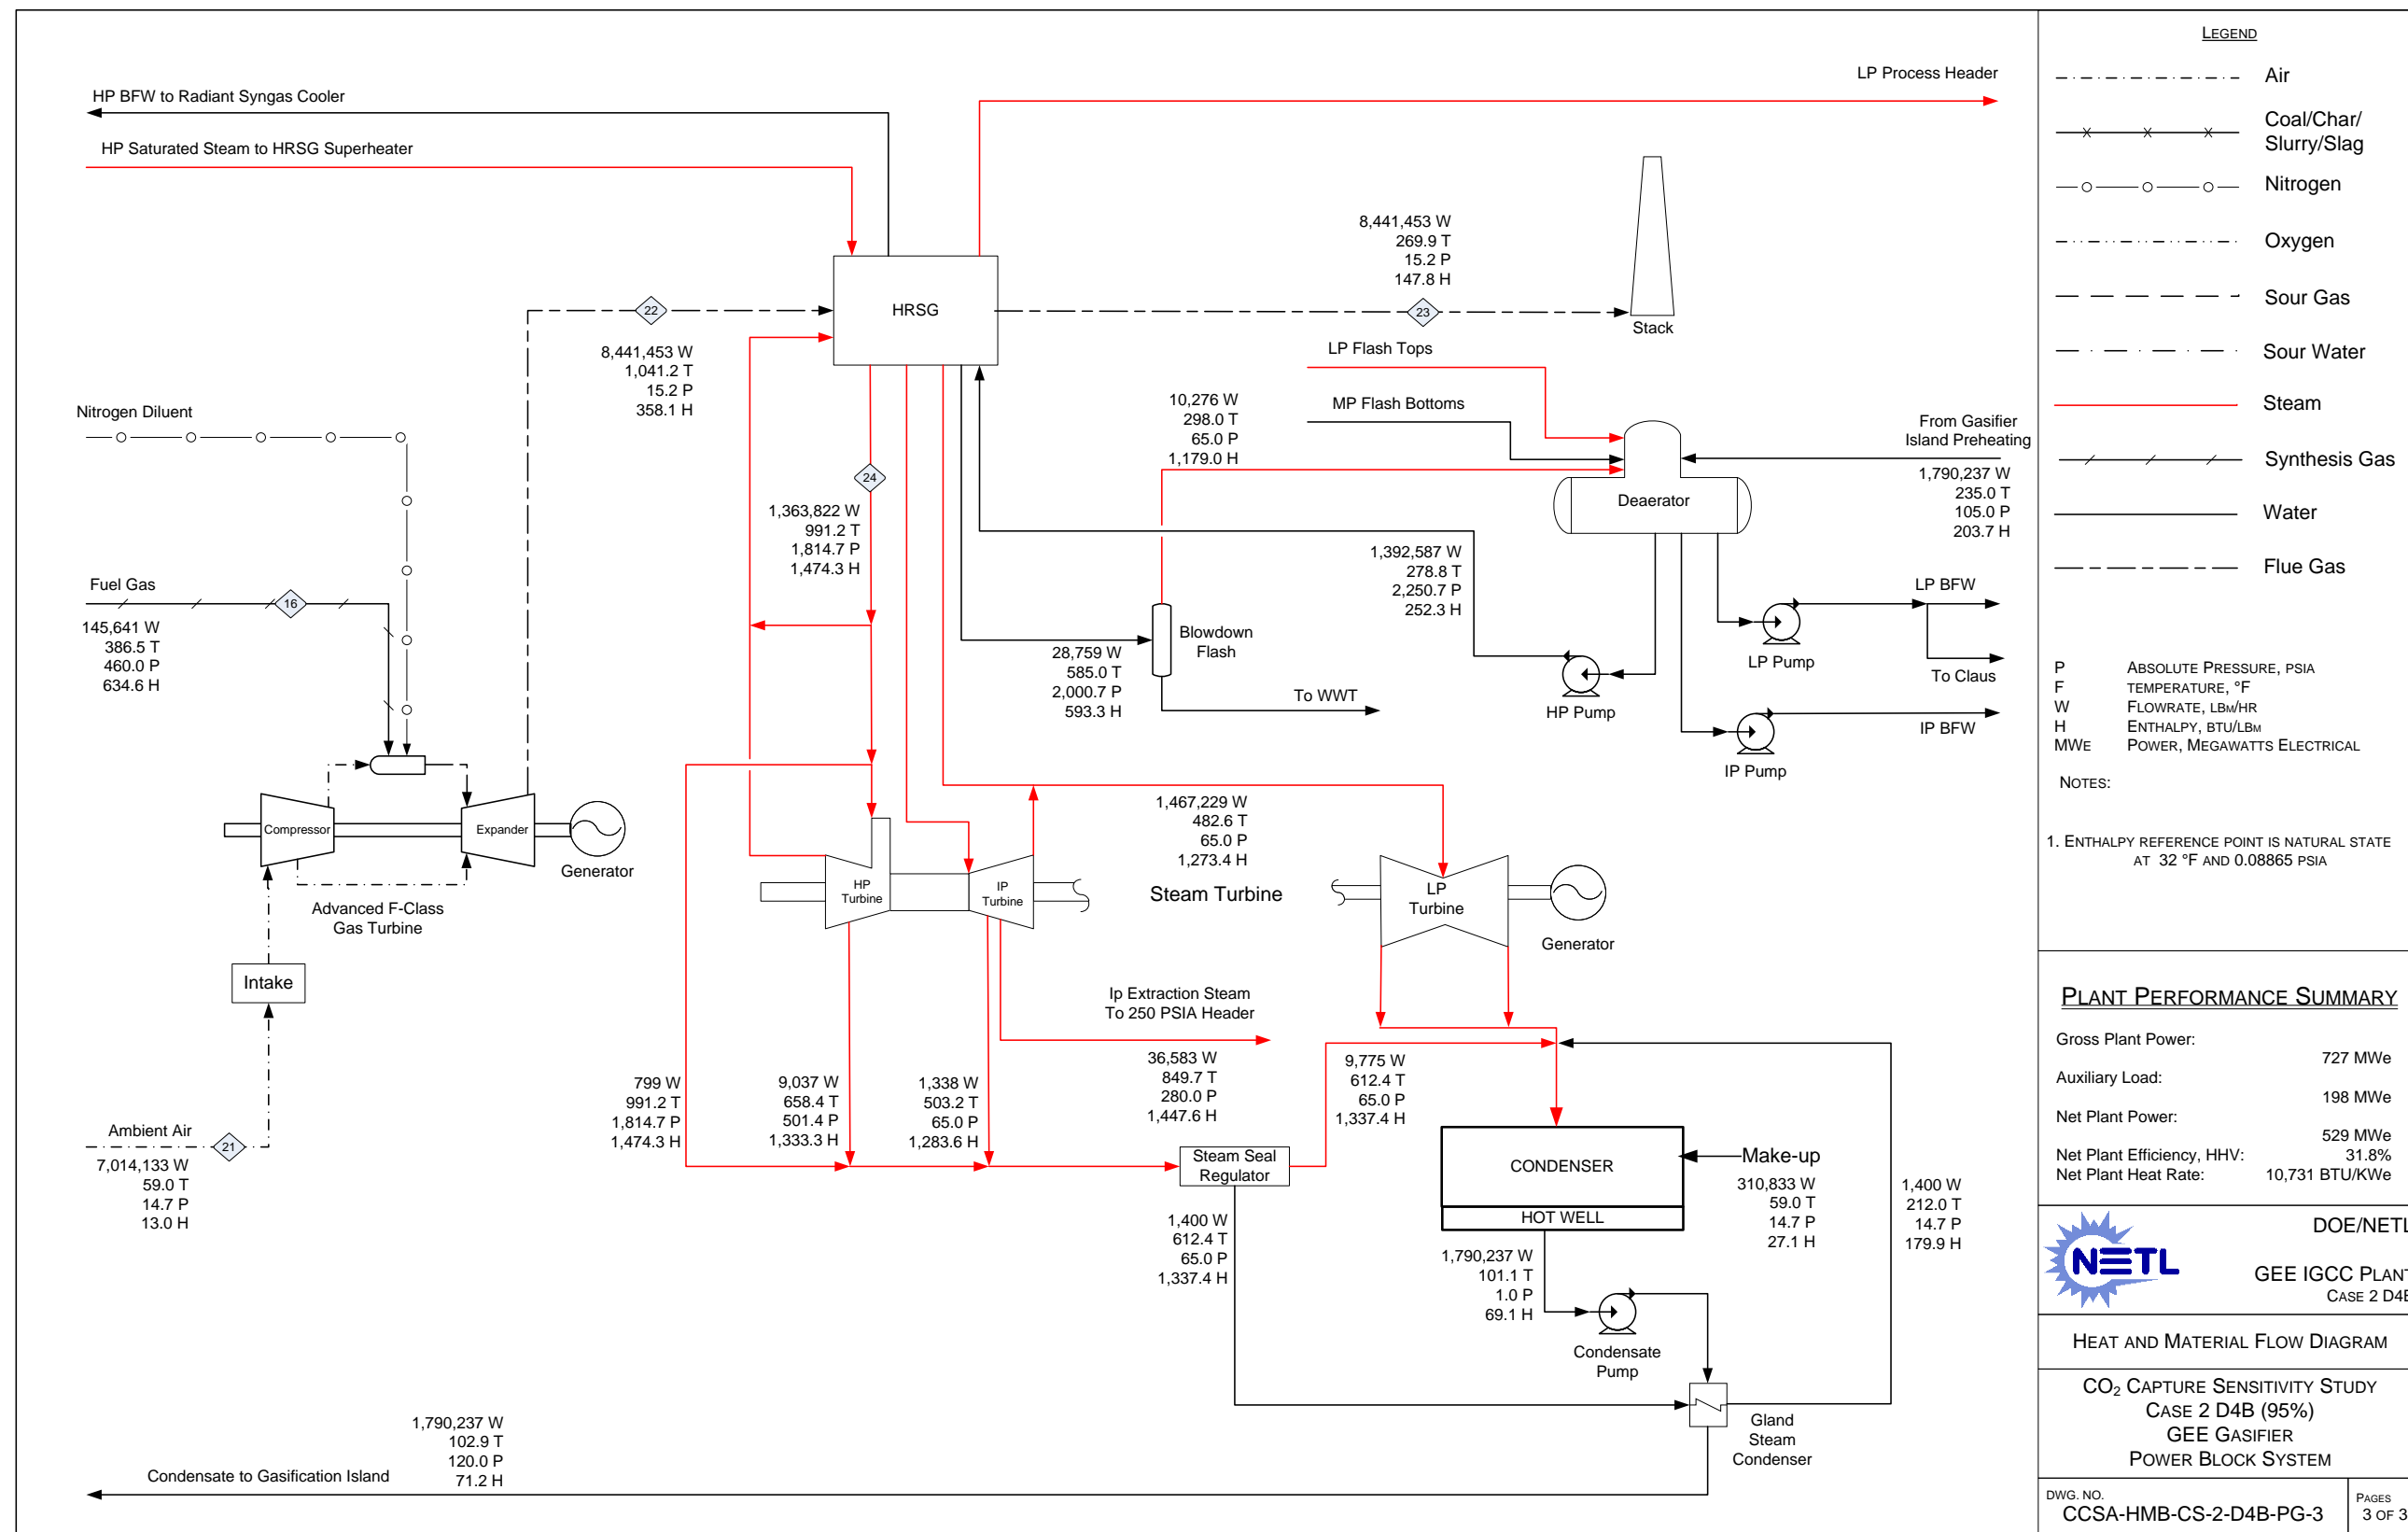 HP BFW to Radiant Syngas Cooler
HP Saturated Steam to HRSG Superheater
LP Process Header
HRSG
22
8,441,453 W
1,041.2 T
15.2 P
358.1 H
8,441,453 W
269.9 T
15.2 P
147.8 H
23
Stack
Nitrogen Diluent
Fuel Gas
16
145,641 W
386.5 T
460.0 P
634.6 H
24
1,363,822 W
991.2 T
1,814.7 P
1,474.3 H
LP Flash Tops
MP Flash Bottoms
10,276 W
298.0 T
65.0 P
1,179.0 H
From Gasifier
Island Preheating
1,790,237 W
235.0 T
105.0 P
203.7 H
Deaerator
1,392,587 W
278.8 T
2,250.7 P
252.3 H
Blowdown
Flash
28,759 W
585.0 T
2,000.7 P
593.3 H
To WWT
HP Pump
LP Pump
LP BFW
To Claus
IP BFW
IP Pump
Compressor
Expander
Generator
Advanced F-Class
Gas Turbine
Intake
Ambient Air
21
7,014,133 W
59.0 T
14.7 P
13.0 H
HP
Turbine
IP
Turbine
1,467,229 W
482.6 T
65.0 P
1,273.4 H
Steam Turbine
LP
Turbine
Generator
Ip Extraction Steam
To 250 PSIA Header
36,583 W
849.7 T
280.0 P
1,447.6 H
799 W
991.2 T
1,814.7 P
1,474.3 H
9,037 W
658.4 T
501.4 P
1,333.3 H
1,338 W
503.2 T
65.0 P
1,283.6 H
9,775 W
612.4 T
65.0 P
1,337.4 H
Steam Seal
Regulator
1,400 W
612.4 T
65.0 P
1,337.4 H
CONDENSER
HOT WELL
Make-up
310,833 W
59.0 T
14.7 P
27.1 H
1,400 W
212.0 T
14.7 P
179.9 H
1,790,237 W
101.1 T
1.0 P
69.1 H
Condensate
Pump
Gland
Steam
Condenser
1,790,237 W
102.9 T
120.0 P
71.2 H
Condensate to Gasification Island
LEGEND
Air
Coal/Char/
Slurry/Slag
Nitrogen
Oxygen
Sour Gas
Sour Water
Steam
Synthesis Gas
Water
Flue Gas
P ABSOLUTE PRESSURE, PSIA
F TEMPERATURE, °F
W FLOWRATE, LBM/HR
H ENTHALPY, BTU/LBM
MWE POWER, MEGAWATTS ELECTRICAL
NOTES:
1. ENTHALPY REFERENCE POINT IS NATURAL STATE
AT 32 °F AND 0.08865 PSIA
PLANT PERFORMANCE SUMMARY
Gross Plant Power:
727 MWe
Auxiliary Load:
198 MWe
Net Plant Power:
529 MWe
Net Plant Efficiency, HHV: 31.8%
Net Plant Heat Rate: 10,731 BTU/KWe
NETL
DOE/NETL
GEE IGCC PLANT
CASE 2 D4B
HEAT AND MATERIAL FLOW DIAGRAM
CO₂ CAPTURE SENSITIVITY STUDY
CASE 2 D4B (95%)
GEE GASIFIER
POWER BLOCK SYSTEM
DWG. NO.
CCSA-HMB-CS-2-D4B-PG-3
PAGES
3 OF 3